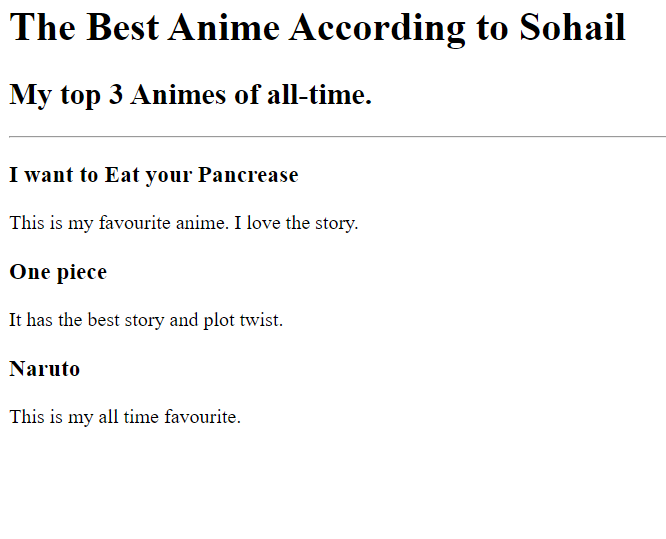 The Best Anime According to Sohail
My top 3 Animes of all-time.
I want to Eat your Pancrease
This is my favourite anime. I love the story.
One piece
It has the best story and plot twist.
Naruto
This is my all time favourite.